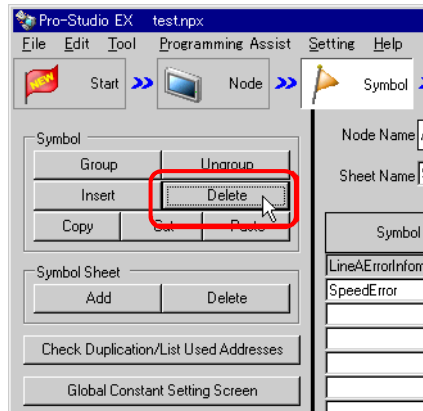 Pro-Studio EX test.npx
File Edit Tool Programming Assist Setting Help
NEW Start Node Symbol
Symbol
Group Ungroup
Insert Delete
Copy Cut Paste
Symbol Sheet
Add Delete
Check Duplication/List Used Addresses
Global Constant Setting Screen
Node Name
Sheet Name
Symbol
LineAErrorInfom
SpeedError